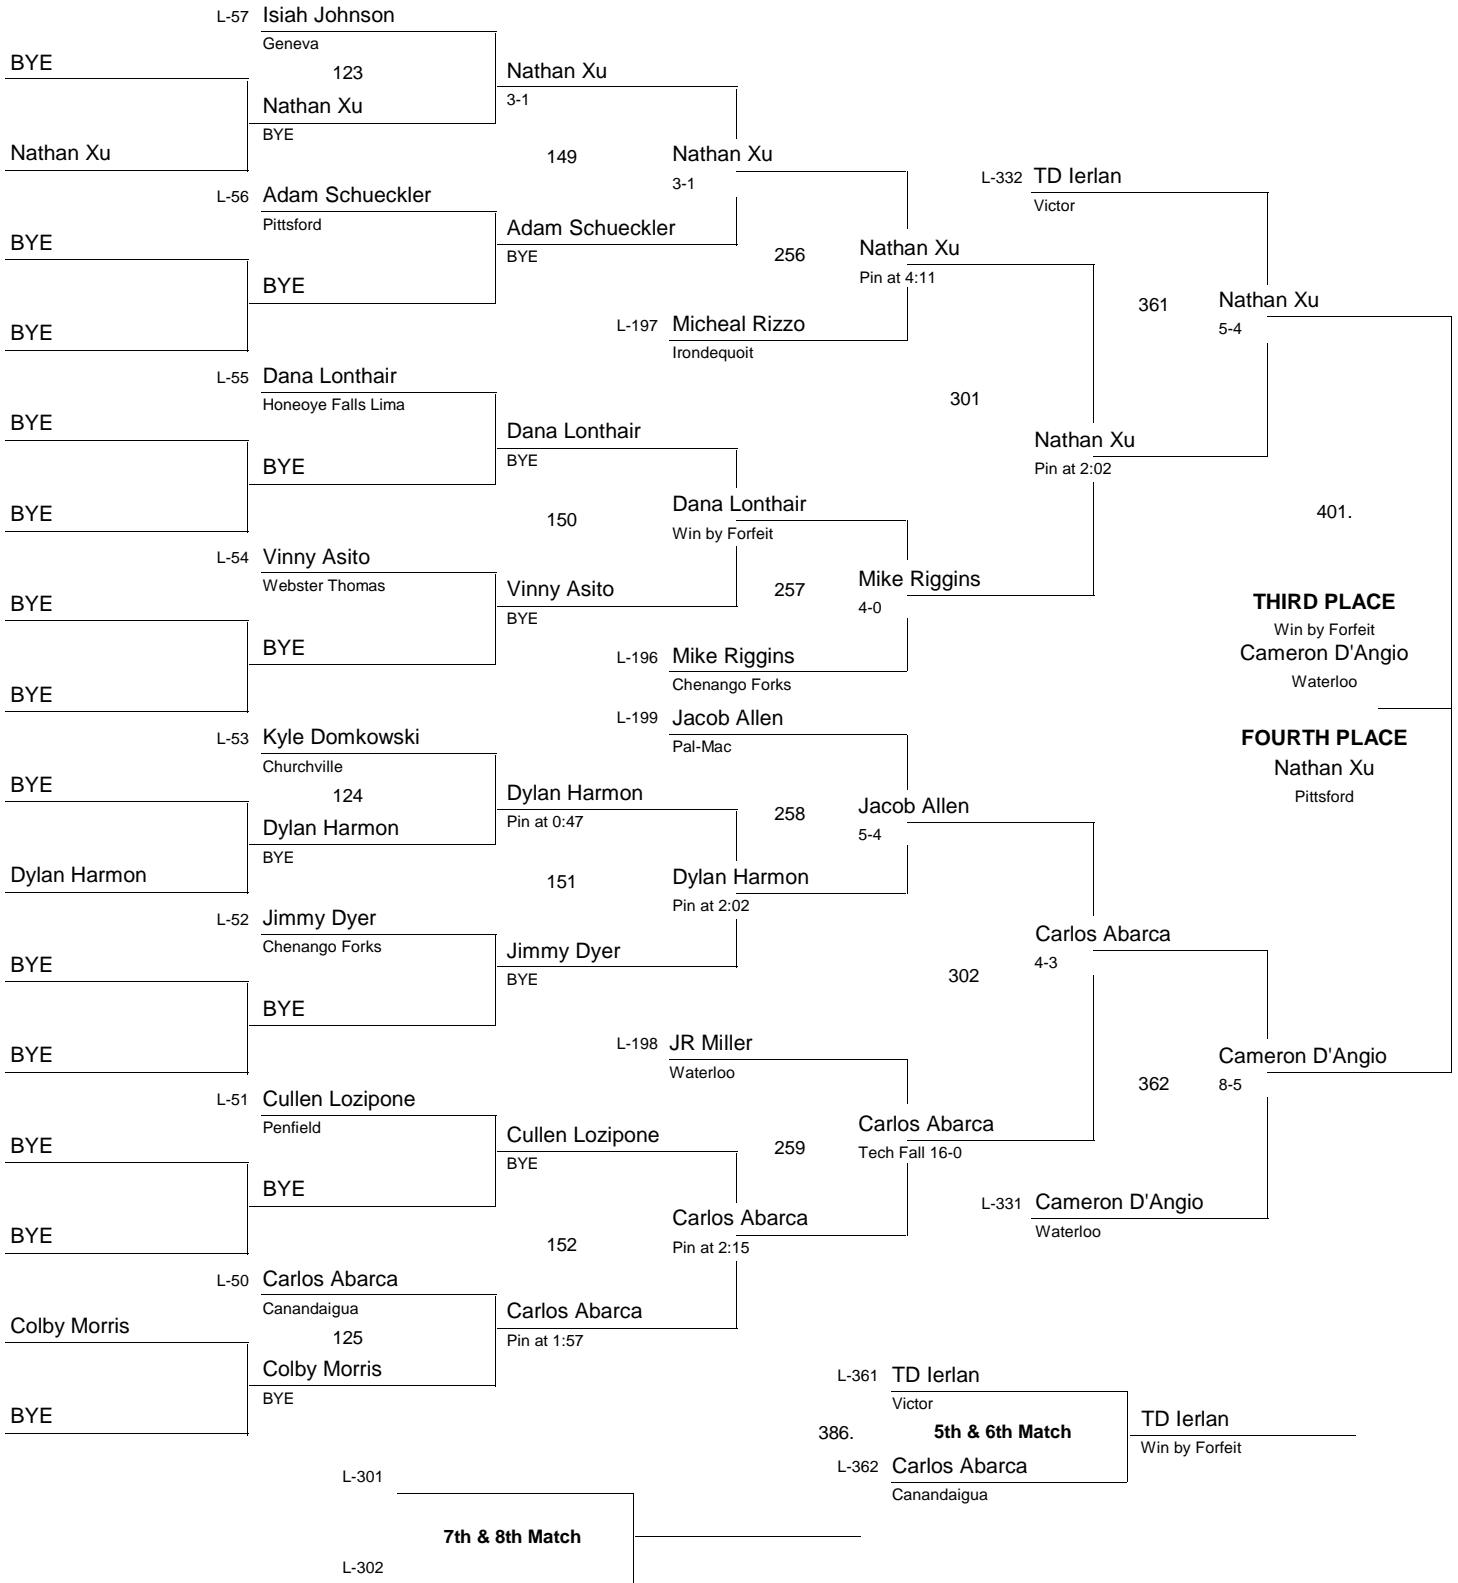 L-57 Isiah Johnson
Geneva
BYE
123
Nathan Xu
3-1
Nathan Xu
BYE
Nathan Xu
149
Nathan Xu
3-1
L-332 TD Ierlan
Victor
L-56 Adam Schueckler
Pittsford
BYE
Adam Schueckler
BYE
256
Nathan Xu
Pin at 4:11
BYE
361
Nathan Xu
5-4
BYE
L-197 Micheal Rizzo
Irondequoit
L-55 Dana Lonthair
Honeoye Falls Lima
301
BYE
Dana Lonthair
BYE
Nathan Xu
Pin at 2:02
BYE
BYE
150
Dana Lonthair
Win by Forfeit
401.
L-54 Vinny Asito
Webster Thomas
BYE
Vinny Asito
BYE
257
Mike Riggins
4-0
THIRD PLACE
Win by Forfeit
Cameron D'Angio
Waterloo
BYE
L-196 Mike Riggins
Chenango Forks
BYE
L-199 Jacob Allen
Pal-Mac
L-53 Kyle Domkowski
Churchville
FOURTH PLACE
Nathan Xu
Pittsford
BYE
124
Dylan Harmon
Pin at 0:47
258
Jacob Allen
5-4
Dylan Harmon
BYE
Dylan Harmon
151
Dylan Harmon
Pin at 2:02
L-52 Jimmy Dyer
Chenango Forks
Carlos Abarca
4-3
BYE
Jimmy Dyer
BYE
302
BYE
BYE
L-198 JR Miller
Waterloo
Cameron D'Angio
8-5
362
L-51 Cullen Lozipone
Penfield
BYE
Cullen Lozipone
BYE
259
Carlos Abarca
Tech Fall 16-0
BYE
L-331 Cameron D'Angio
Waterloo
BYE
152
Carlos Abarca
Pin at 2:15
L-50 Carlos Abarca
Canandaigua
Colby Morris
125
Carlos Abarca
Pin at 1:57
Colby Morris
BYE
BYE
L-361 TD Ierlan
Victor
386.
5th & 6th Match
TD Ierlan
Win by Forfeit
L-362 Carlos Abarca
Canandaigua
L-301
7th & 8th Match
L-302